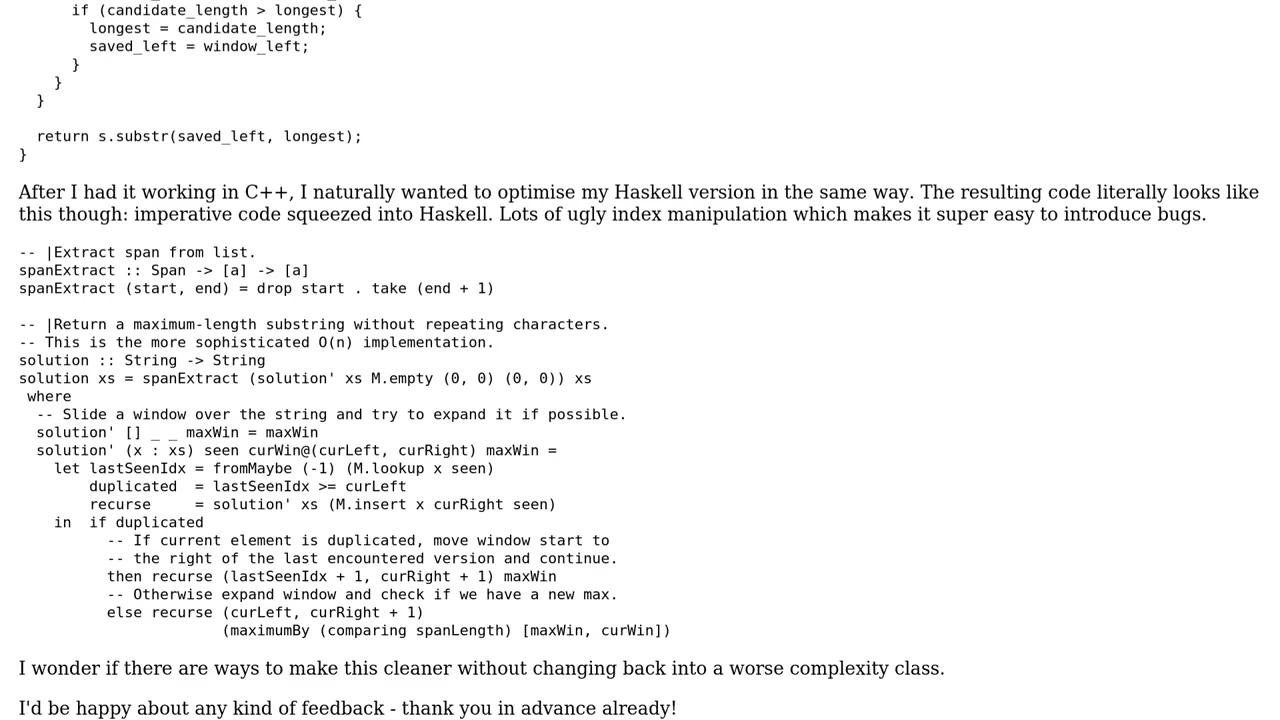 if (candidate_length > longest) {
longest = candidate_length;
saved_left = window_left;
}
}
}
return s.substr(saved_left, longest);
}
After I had it working in C++, I naturally wanted to optimise my Haskell version in the same way. The resulting code literally looks like
this though: imperative code squeezed into Haskell. Lots of ugly index manipulation which makes it super easy to introduce bugs.
-- |Extract span from list.
spanExtract :: Span -> [a] -> [a]
spanExtract (start, end) = drop start . take (end + 1)
-- |Return a maximum-length substring without repeating characters.
-- This is the more sophisticated O(n) implementation.
solution :: String -> String
solution xs = spanExtract (solution' xs M.empty (0, 0) (0, 0)) xs
where
-- Slide a window over the string and try to expand it if possible.
solution' [] _ _ maxWin = maxWin
solution' (x : xs) seen curWin@(curLeft, curRight) maxWin =
let lastSeenIdx = fromMaybe (-1) (M.lookup x seen)
duplicated  = lastSeenIdx >= curLeft
recurse     = solution' xs (M.insert x curRight seen)
in  if duplicated
-- If current element is duplicated, move window start to
-- the right of the last encountered version and continue.
then recurse (lastSeenIdx + 1, curRight + 1) maxWin
-- Otherwise expand window and check if we have a new max.
else recurse (curLeft, curRight + 1)
(maximumBy (comparing spanLength) [maxWin, curWin])
I wonder if there are ways to make this cleaner without changing back into a worse complexity class.
I'd be happy about any kind of feedback - thank you in advance already!